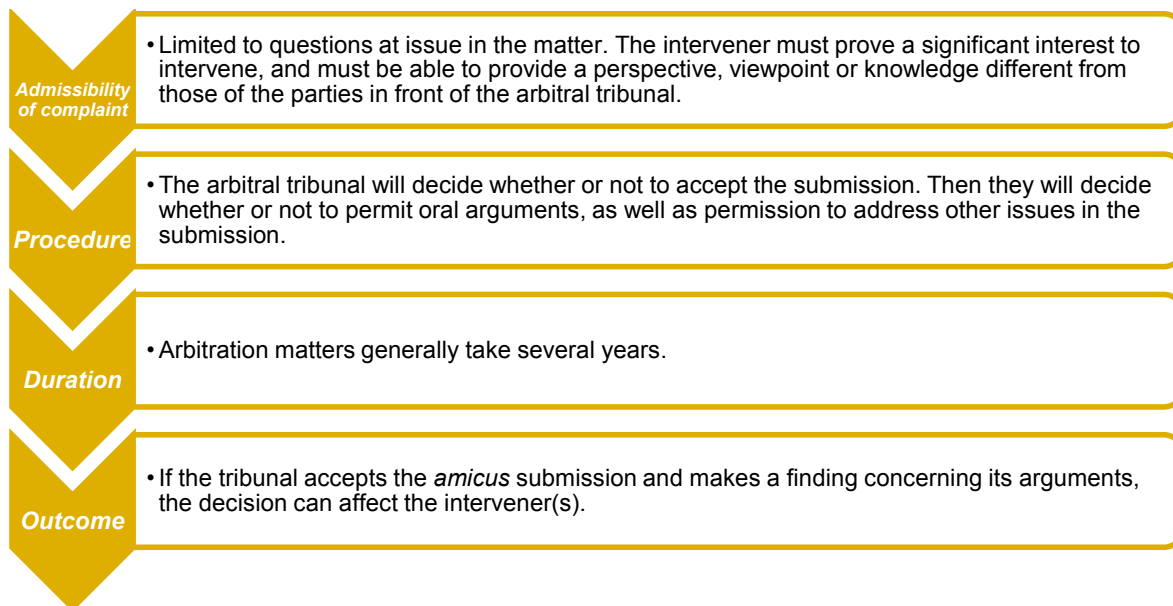 Admissibility
of complaint
• Limited to questions at issue in the matter. The intervener must prove a significant interest to
intervene, and must be able to provide a perspective, viewpoint or knowledge different from
those of the parties in front of the arbitral tribunal.
Procedure
• The arbitral tribunal will decide whether or not to accept the submission. Then they will decide
whether or not to permit oral arguments, as well as permission to address other issues in the
submission.
Duration
• Arbitration matters generally take several years.
Outcome
• If the tribunal accepts the amicus submission and makes a finding concerning its arguments,
the decision can affect the intervener(s).